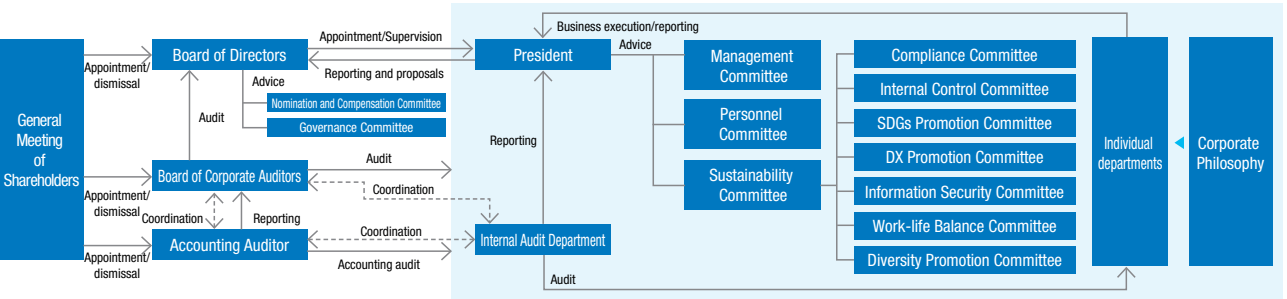 General
Meeting
of
Shareholders
Appointment/
dismissal
Appointment/
dismissal
Appointment/
dismissal
Board of Directors
Advice
Nomination and Compensation Committee
Governance Committee
Audit
Board of Corporate Auditors
Coordination
Reporting
Accounting Auditor
Appointment/Supervision
Reporting and proposals
Audit
Coordination
Coordination
Accounting audit
Business execution/reporting
President
Advice
Reporting
Internal Audit Department
Audit
Management
Committee
Personnel
Committee
Sustainability
Committee
Compliance Committee
Internal Control Committee
SDGs Promotion Committee
DX Promotion Committee
Information Security Committee
Work-life Balance Committee
Diversity Promotion Committee
Individual
departments
Corporate
Philosophy